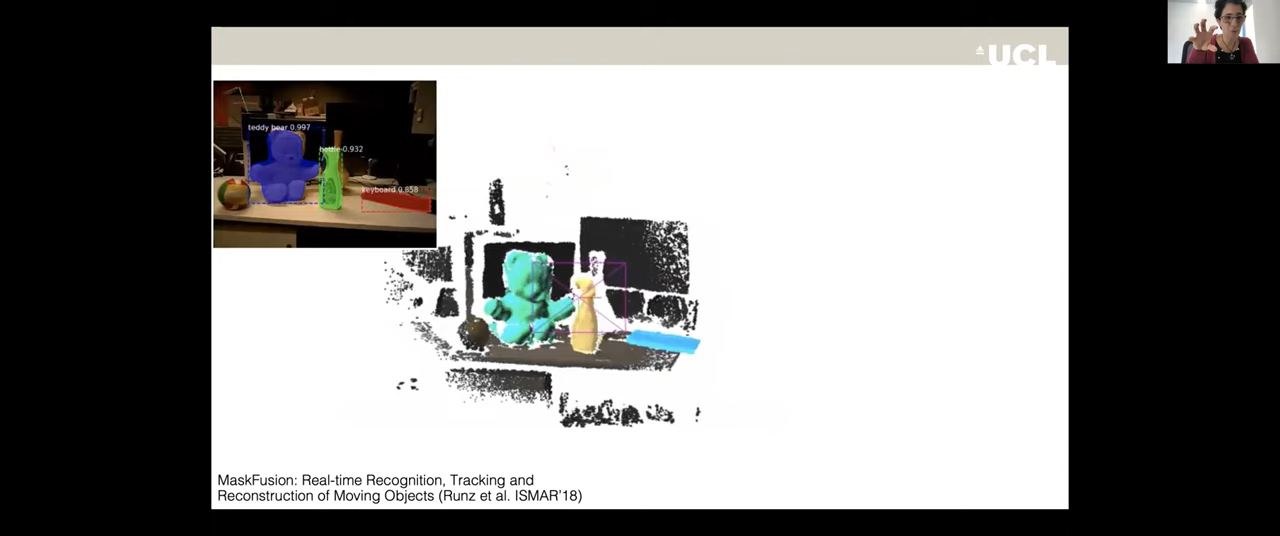 UCL
teddy bear 0.997
bottle 0.932
keyboard 0.858
MaskFusion: Real-time Recognition, Tracking and
Reconstruction of Moving Objects (Runz et al. ISMAR'18)